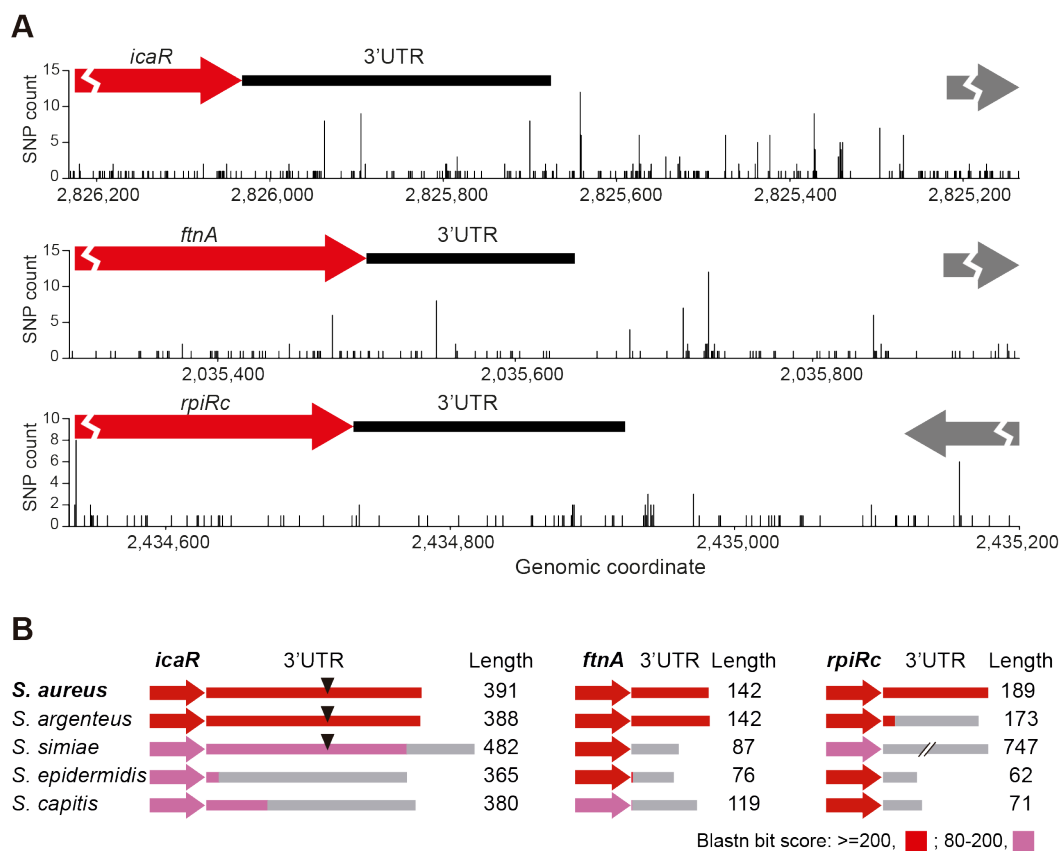 A
icaR 3'UTR
SNP count
15
10
5
0
2,826,200 2,826,000 2,825,800 2,825,600 2,825,400 2,825,200
ftnA 3'UTR
SNP count
15
10
5
0
2,035,400 2,035,600 2,035,800
rpiRc 3'UTR
SNP count
10
8
6
4
2
0
2,434,600 2,434,800 2,435,000 2,435,200
Genomic coordinate
B
icaR 3'UTR Length ftnA 3'UTR Length rpiRc 3'UTR Length
S. aureus 391 142 189
S. argenteus 388 142 173
S. simiae 482 87 747
S. epidermidis 365 76 62
S. capitis 380 119 71
Blastn bit score: >=200, ; 80-200,